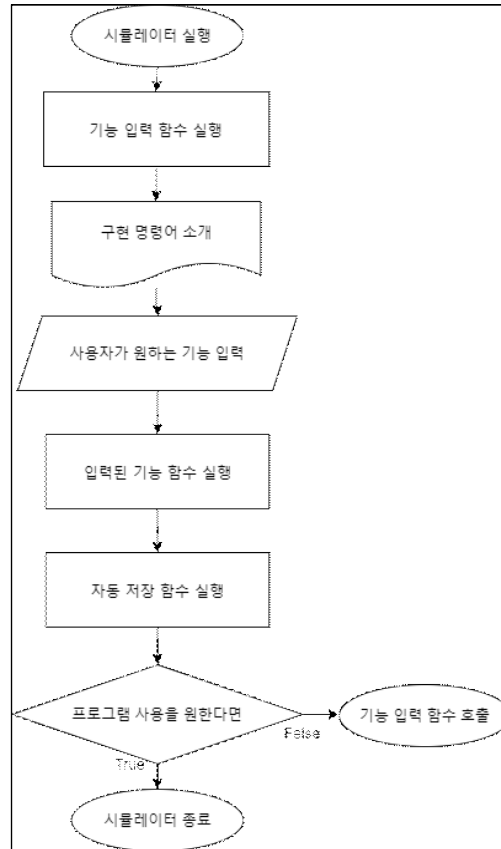 시뮬레이터 실행
기능 입력 함수 실행
구현 명령어 소개
사용자가 원하는 기능 입력
입력된 기능 함수 실행
자동 저장 함수 실행
프로그램 사용을 원한다면
False
기능 입력 함수 호출
True
시뮬레이터 종료